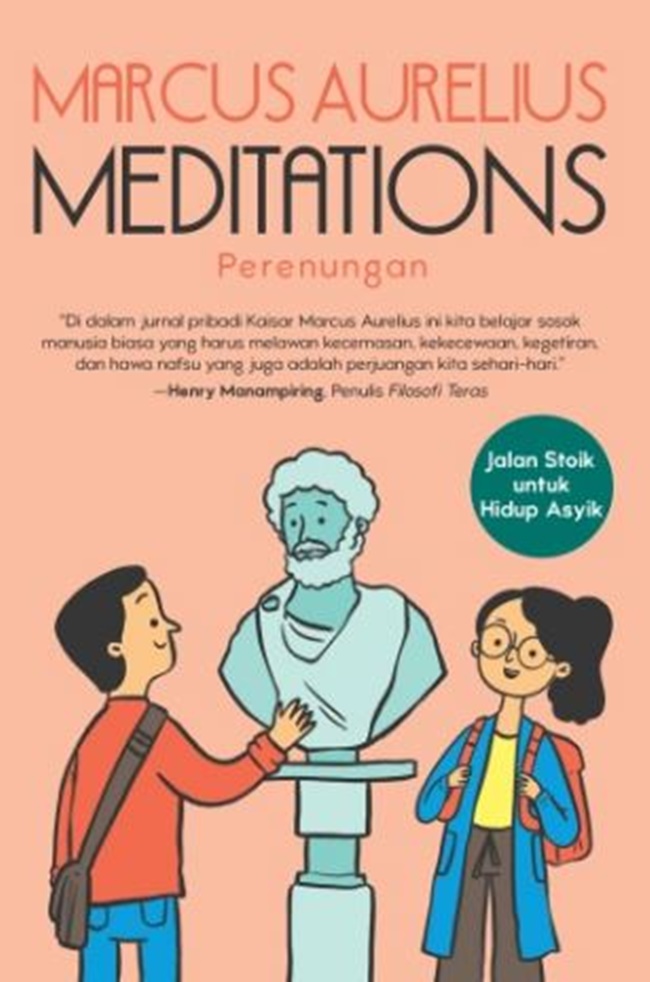 MARCUS AURELIUS
MEDITATIONS
Perenungan
"Di dalam jurnal pribadi Kaisar Marcus Aurelius ini kita belajar sosok
manusia biasa yang harus melawan kecemasan, kekecewaan, kegetiran,
dan hawa nafsu yang juga adalah perjuangan kita sehari-hari."
—Henry Manampiring, Penulis Filosofi Teras
Jalan Stoik
untuk
Hidup Asyik